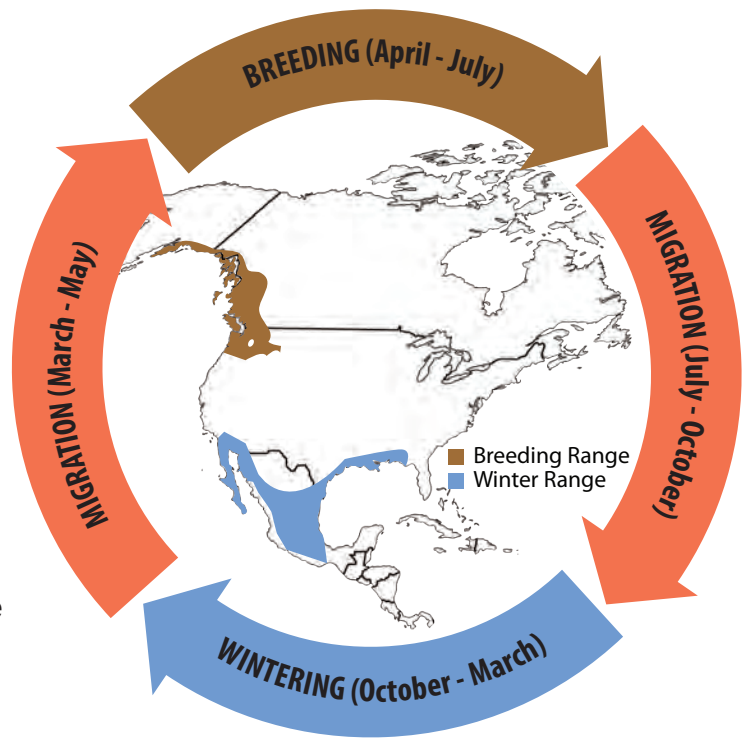 BREEDING (April - July)
MIGRATION (July - October)
WINTERING (October - March)
MIGRATION (March - May)
Breeding Range
Winter Range
e